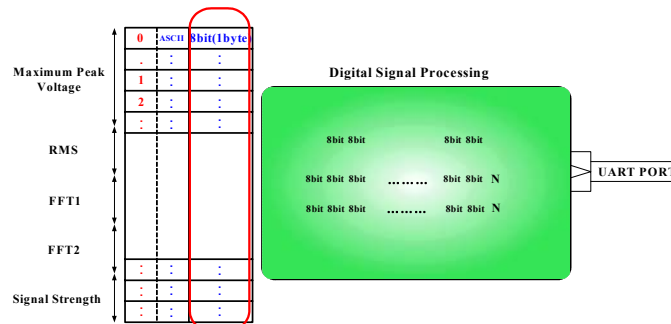 0 ASCII 8bit(1byte)
. : :
1 : :
2 : :
: : :
Maximum Peak
Voltage
RMS
FFT1
FFT2
: : :
: : :
: : :
Signal Strength
Digital Signal Processing
8bit 8bit 8bit 8bit
8bit 8bit 8bit ......... 8bit 8bit N
8bit 8bit 8bit ......... 8bit 8bit N
UART PORT